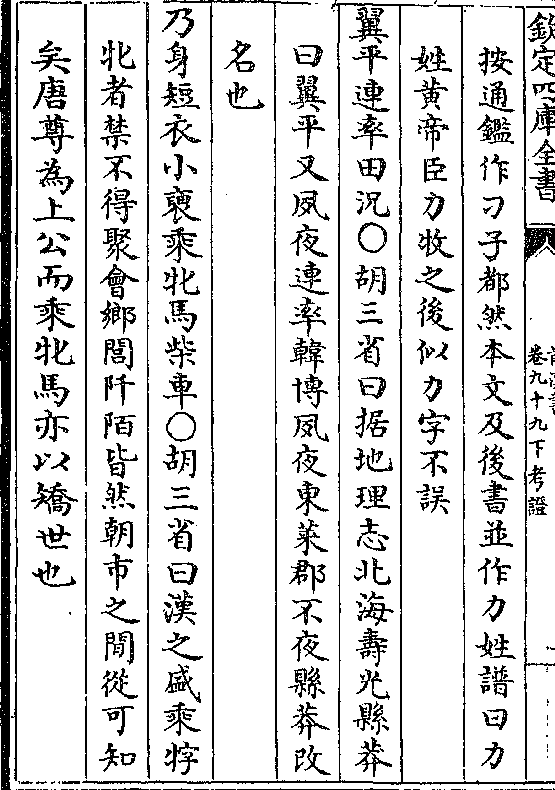 欽定四庫全書
卷九十九下考證
按通鑑作刁子都然本文及後書並作力姓譜曰力
姓黄帝臣力牧之後似力字不誤
翼平連率田況○胡三省曰据地理志北海壽光縣莽
曰翼平又夙夜連率韓博夙夜東萊郡不夜縣莽改
名也
乃身短衣小襃乘牝馬柴車○胡三省曰漢之盛乘牸
牝者禁不得聚會鄉閭阡陌皆然朝市之間從可知
矣唐尊為上公而乘牝馬亦以矯世也